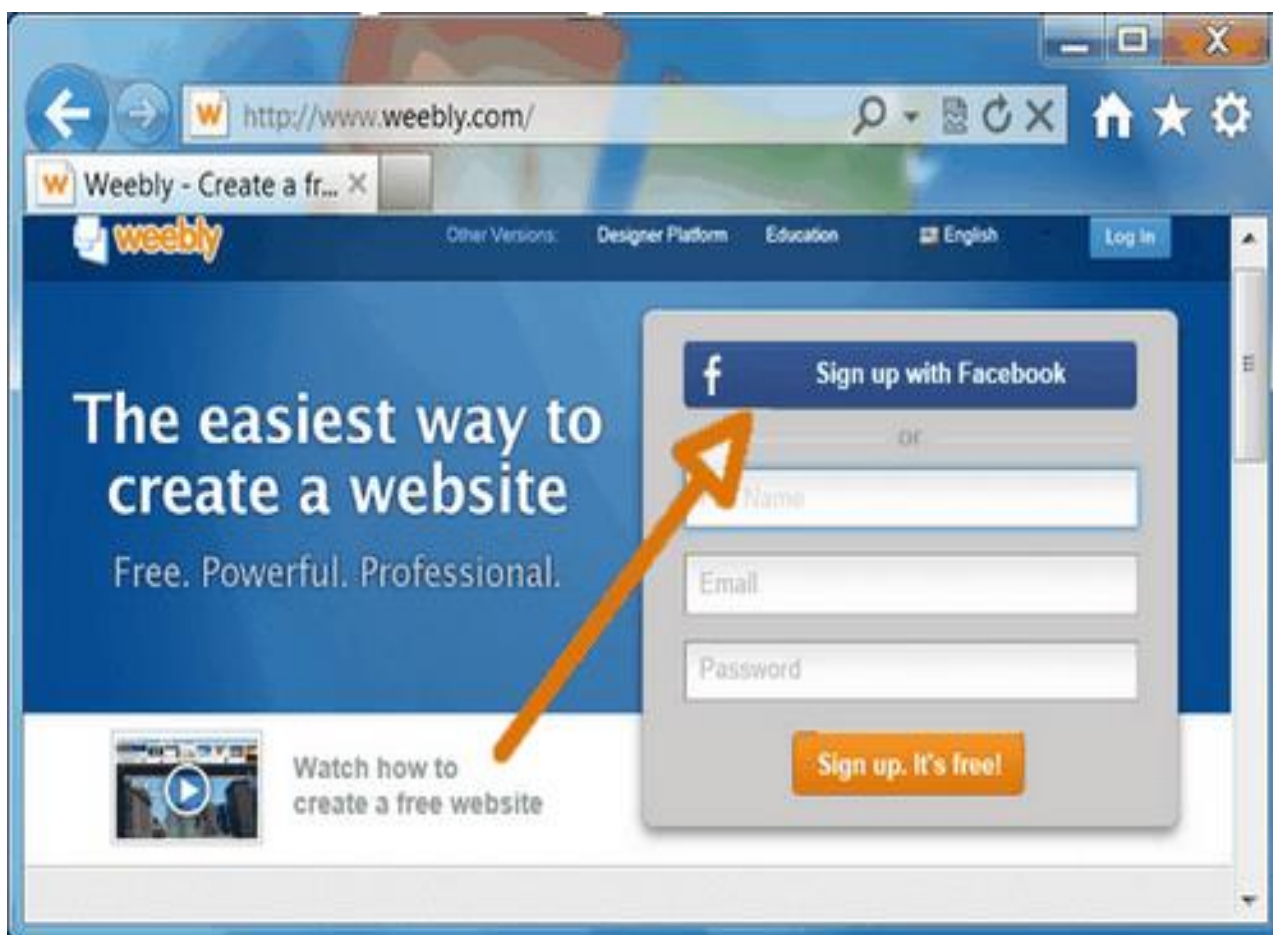 http://www.weebly.com/
Weebly - Create a fr...
weebly
Other Versions: Designer Platform Education English Log In
f Sign up with Facebook
or
The easiest way to
create a website
Free. Powerful. Professional.
Name
Email
Password
Sign up. It's free!
Watch how to
create a free website